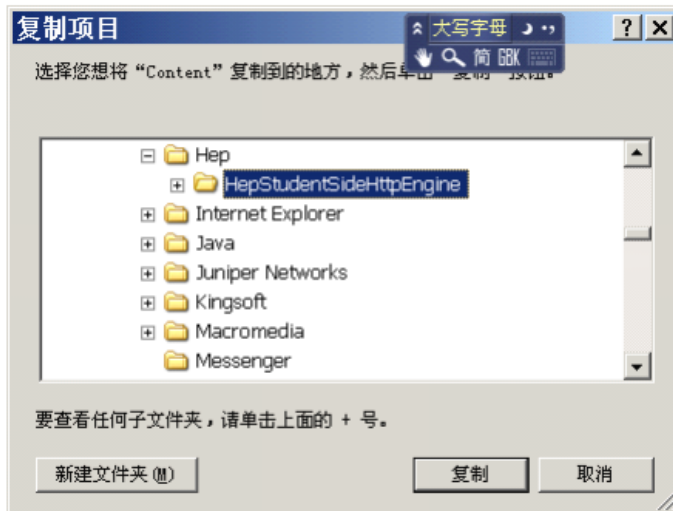 复制项目
大写字母
简 GBK
选择您想将“Content”复制到的地方，然后单击“复制”按钮。
Hep
HepStudentSideHttpEngine
Internet Explorer
Java
Juniper Networks
Kingsoft
Macromedia
Messenger
要查看任何子文件夹，请单击上面的 + 号。
新建文件夹(M) 复制 取消